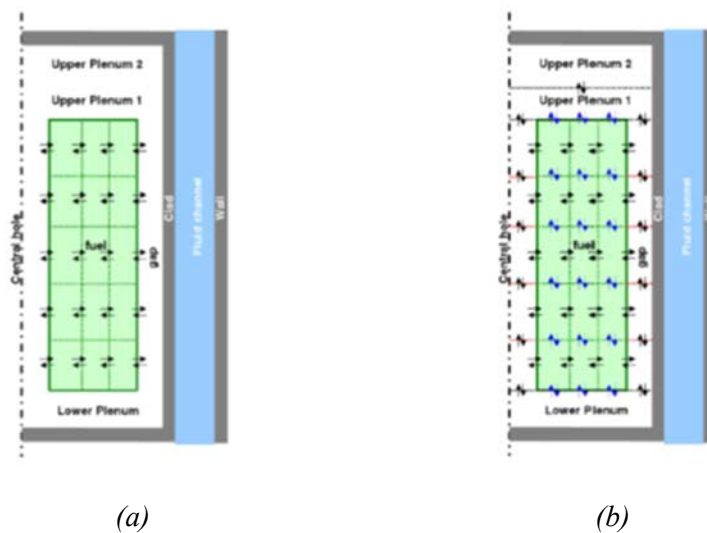 Upper Plenum 2
Upper Plenum 1
Central hole
fuel
gap
Clad
Fluid channel
Wall
Lower Plenum
(a)
Upper Plenum 2
Upper Plenum 1
Central hole
fuel
gap
Clad
Fluid channel
Lower Plenum
(b)